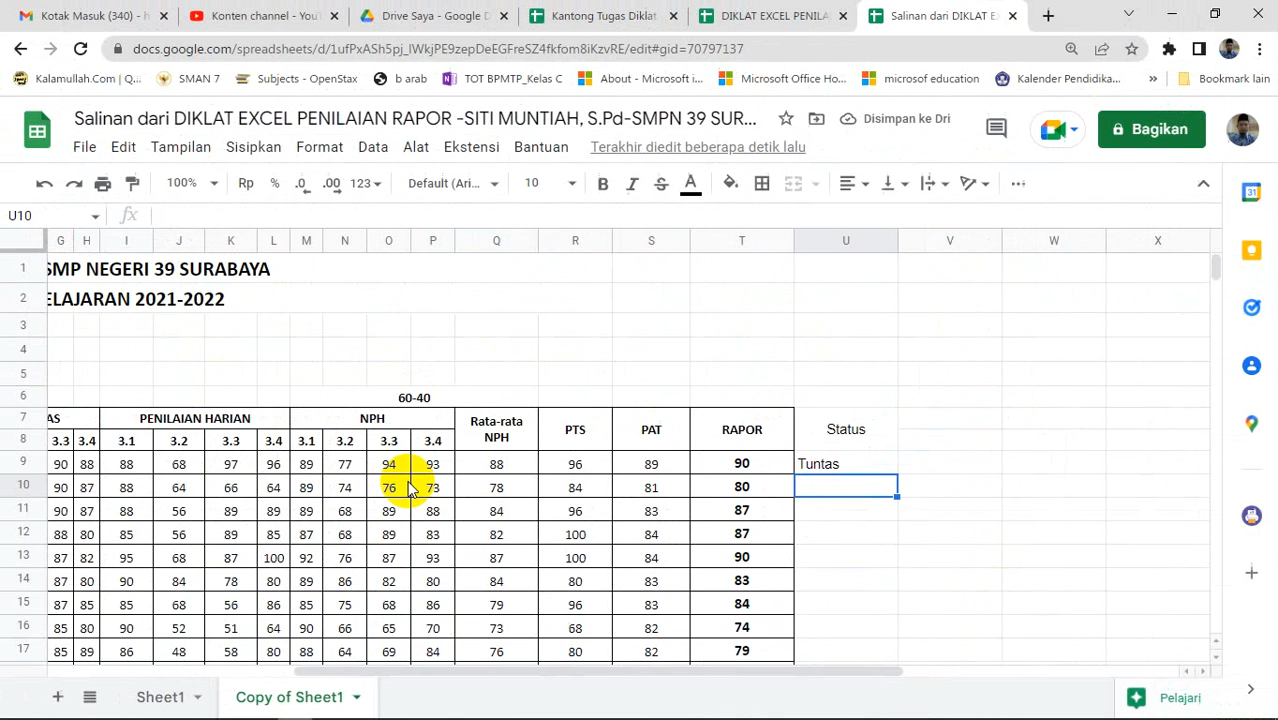 Kotak Masuk (340) - h
Konten channel - YouT
Drive Saya - Google D
Kantong Tugas Diklat
DIKLAT EXCEL PENILA
Salinan dari DIKLAT E
docs.google.com/spreadsheets/d/1ufPxASh5pj_lWkjPE9zepDeEGFreSZ4fkfom8iKzvRE/edit#gid=70797137
Kalamullah.Com | Q...
SMAN 7
Subjects - OpenStax
b arab
TOT BPMTP_Kelas C
About - Microsoft i...
Microsoft Office Ho...
microsof education
Kalender Pendidika...
Bookmark lain
Salinan dari DIKLAT EXCEL PENILAIAN RAPOR -SITI MUNTIAH, S.Pd-SMPN 39 SUR...
Disimpan ke Dri
Bagikan
File Edit Tampilan Sisipkan Format Data Alat Ekstensi Bantuan Terakhir diedit beberapa detik lalu
100% Rp % .0 .00 123 Default (Ari... 10 B I S A
U10 fx
G H I J K L M N O P Q R S T U V W X
1 SMP NEGERI 39 SURABAYA
2 ELAJARAN 2021-2022
3
4
5
6 60-40
7 AS PENILAIAN HARIAN NPH Rata-rata NPH PTS PAT RAPOR Status
8 3.3 3.4 3.1 3.2 3.3 3.4 3.1 3.2 3.3 3.4
9 90 88 88 68 97 96 89 77 94 93 88 96 89 90 Tuntas
10 90 87 88 64 66 64 89 74 76 73 78 84 81 80
11 90 87 88 56 89 89 89 68 89 88 84 96 83 87
12 88 80 85 56 89 85 87 68 89 83 82 100 84 87
13 87 82 85 68 87 100 92 76 87 93 87 100 84 90
14 87 80 90 84 78 80 89 86 82 80 84 80 83 83
15 87 85 85 68 56 86 85 75 68 86 79 96 83 84
16 85 80 90 52 51 64 90 66 65 70 73 68 82 74
17 85 89 86 48 58 80 88 64 69 84 76 80 82 79
Sheet1
Copy of Sheet1
Pelajari
31